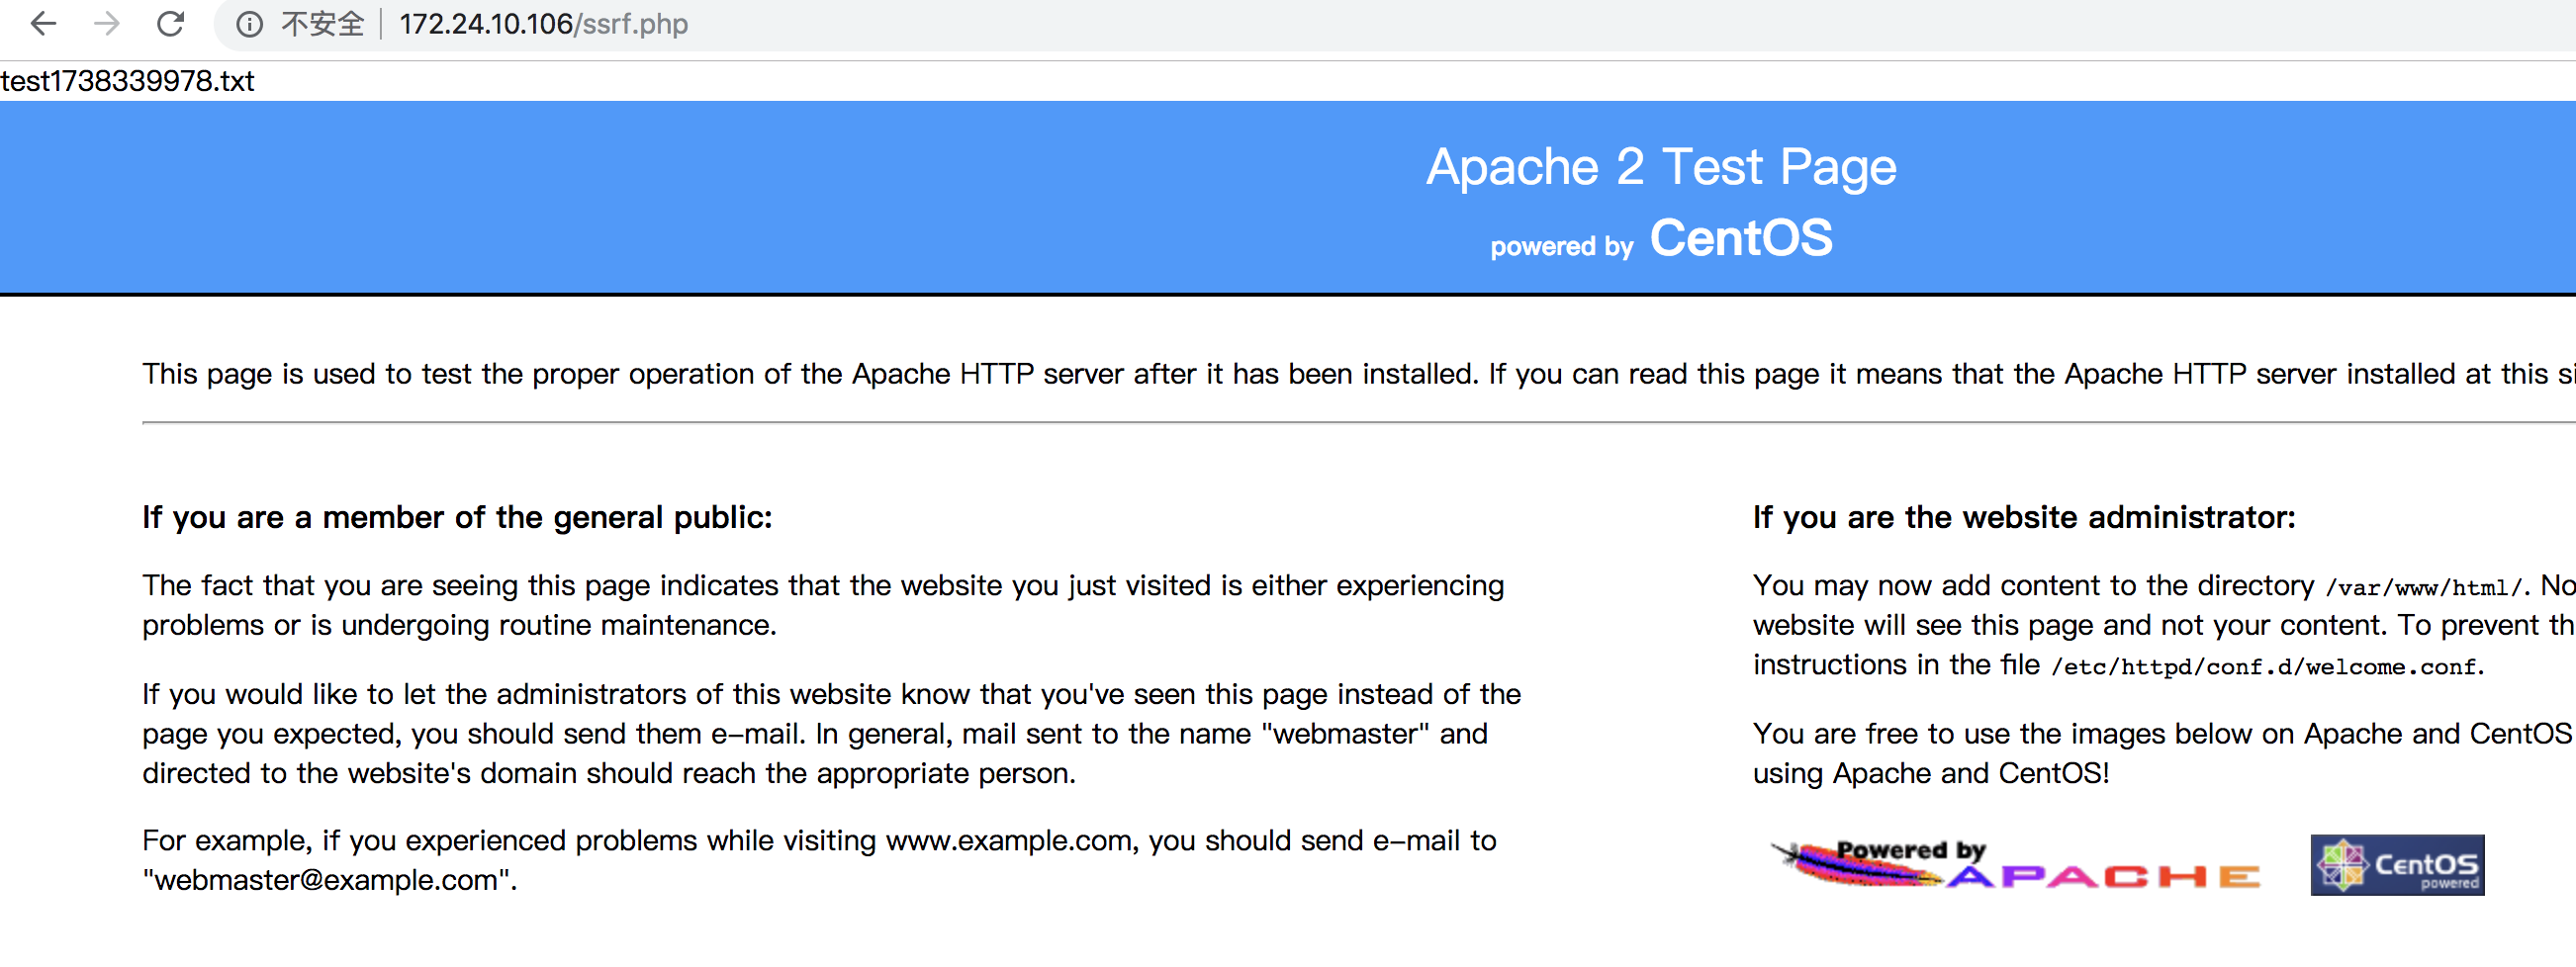 不安全 172.24.10.106/ssrf.php
test1738339978.txt
Apache 2 Test Page
powered by CentOS
This page is used to test the proper operation of the Apache HTTP server after it has been installed. If you can read this page it means that the Apache HTTP server installed at this
If you are a member of the general public:
The fact that you are seeing this page indicates that the website you just visited is either experiencing
problems or is undergoing routine maintenance.
If you would like to let the administrators of this website know that you've seen this page instead of the
page you expected, you should send them e-mail. In general, mail sent to the name "webmaster" and
directed to the website's domain should reach the appropriate person.
For example, if you experienced problems while visiting www.example.com, you should send e-mail to
"webmaster@example.com".
If you are the website administrator:
You may now add content to the directory /var/www/html/.
website will see this page and not your content. To prevent
instructions in the file /etc/httpd/conf.d/welcome.conf.
You are free to use the images below on Apache and CentOS
using Apache and CentOS!
Powered by
APACHE
CentOS
powered